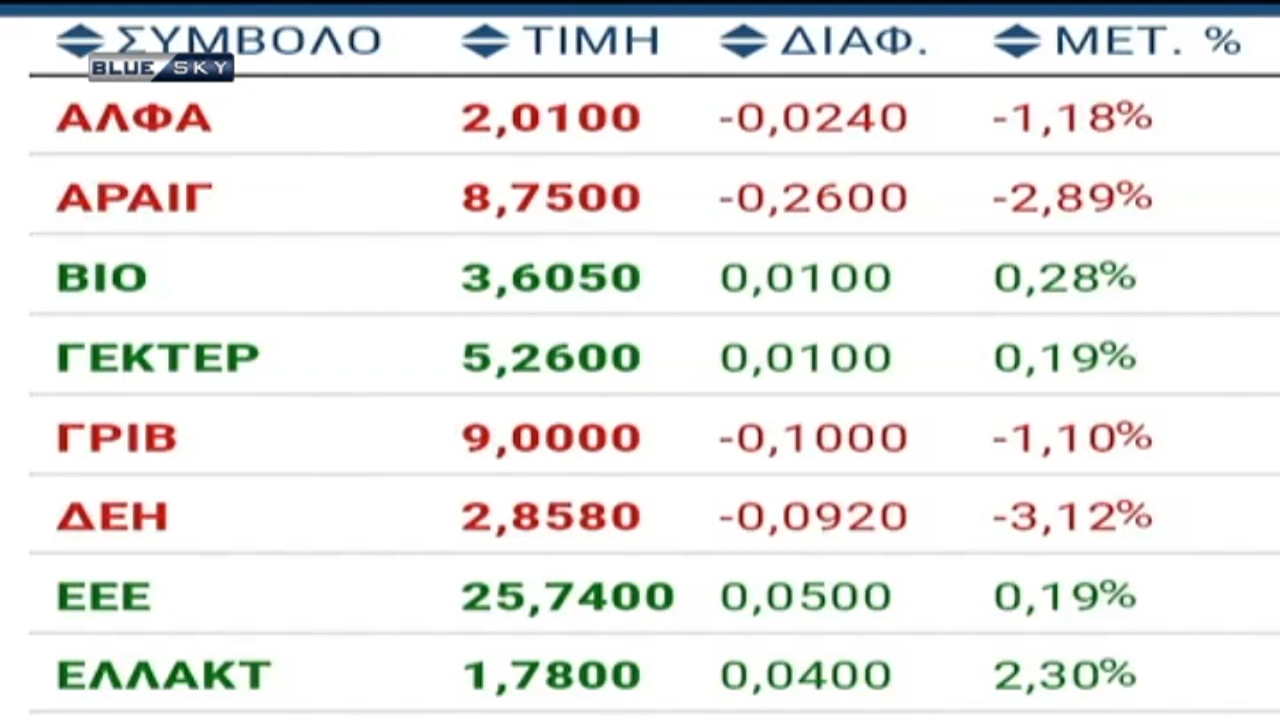 ΣΥΜΒΟΛΟ ΤΙΜΗ ΔΙΑΦ. ΜΕΤ. %
BLUE SKY
ΑΛΦΑ 2,0100 -0,0240 -1,18%
ΑΡΑΙΓ 8,7500 -0,2600 -2,89%
ΒΙΟ 3,6050 0,0100 0,28%
ΓΕΚΤΕΡ 5,2600 0,0100 0,19%
ΓΡΙΒ 9,0000 -0,1000 -1,10%
ΔΕΗ 2,8580 -0,0920 -3,12%
ΕΕΕ 25,7400 0,0500 0,19%
ΕΛΛΑΚΤ 1,7800 0,0400 2,30%